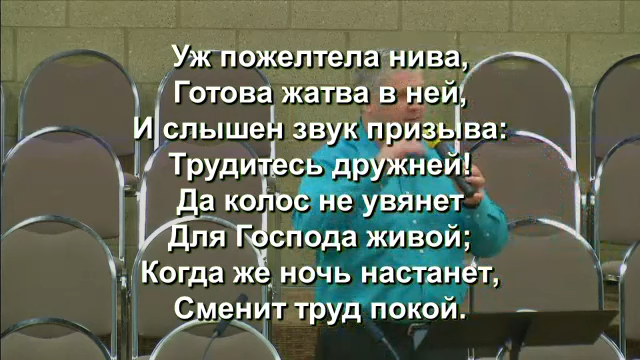 Уж пожелтела нива,
Готова жатва в ней,
И слышен звук призыва:
Трудитесь дружней!
Да колос не увянет
Для Господа живой;
Когда же ночь настанет,
Сменит труд покой.